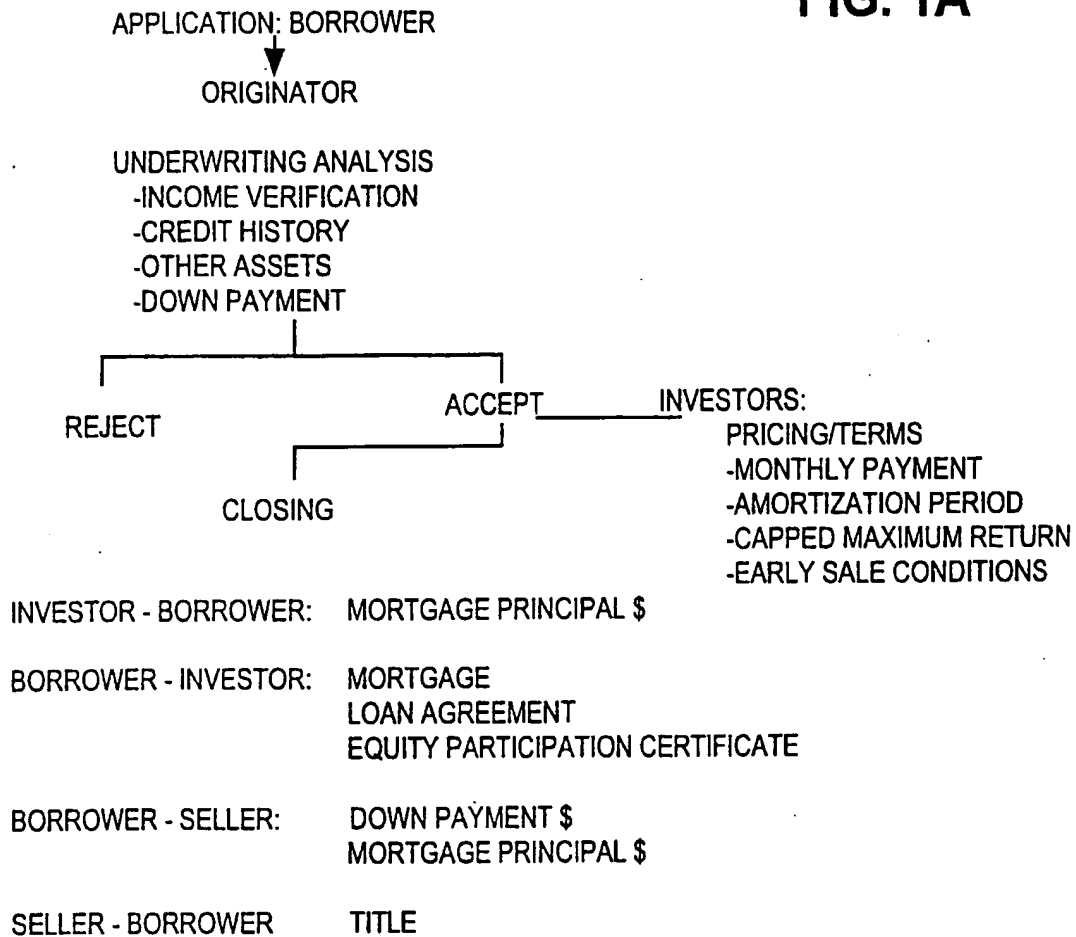 FIG. 1A
APPLICATION: BORROWER
ORIGINATOR
UNDERWRITING ANALYSIS
-INCOME VERIFICATION
-CREDIT HISTORY
-OTHER ASSETS
-DOWN PAYMENT
REJECT
ACCEPT
INVESTORS:
PRICING/TERMS
-MONTHLY PAYMENT
-AMORTIZATION PERIOD
-CAPPED MAXIMUM RETURN
-EARLY SALE CONDITIONS
CLOSING
INVESTOR - BORROWER: MORTGAGE PRINCIPAL $
BORROWER - INVESTOR: MORTGAGE
LOAN AGREEMENT
EQUITY PARTICIPATION CERTIFICATE
BORROWER - SELLER: DOWN PAYMENT $
MORTGAGE PRINCIPAL $
SELLER - BORROWER TITLE